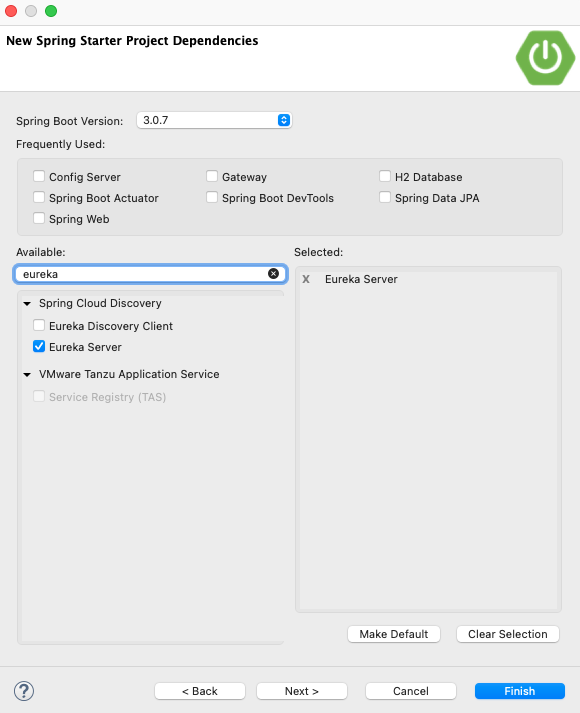 New Spring Starter Project Dependencies
Spring Boot Version: 3.0.7
Frequently Used:
Config Server Gateway H2 Database
Spring Boot Actuator Spring Boot DevTools Spring Data JPA
Spring Web
Available: Selected:
eureka
X Eureka Server
Spring Cloud Discovery
Eureka Discovery Client
Eureka Server
VMware Tanzu Application Service
Service Registry (TAS)
Make Default Clear Selection
? < Back Next > Cancel Finish